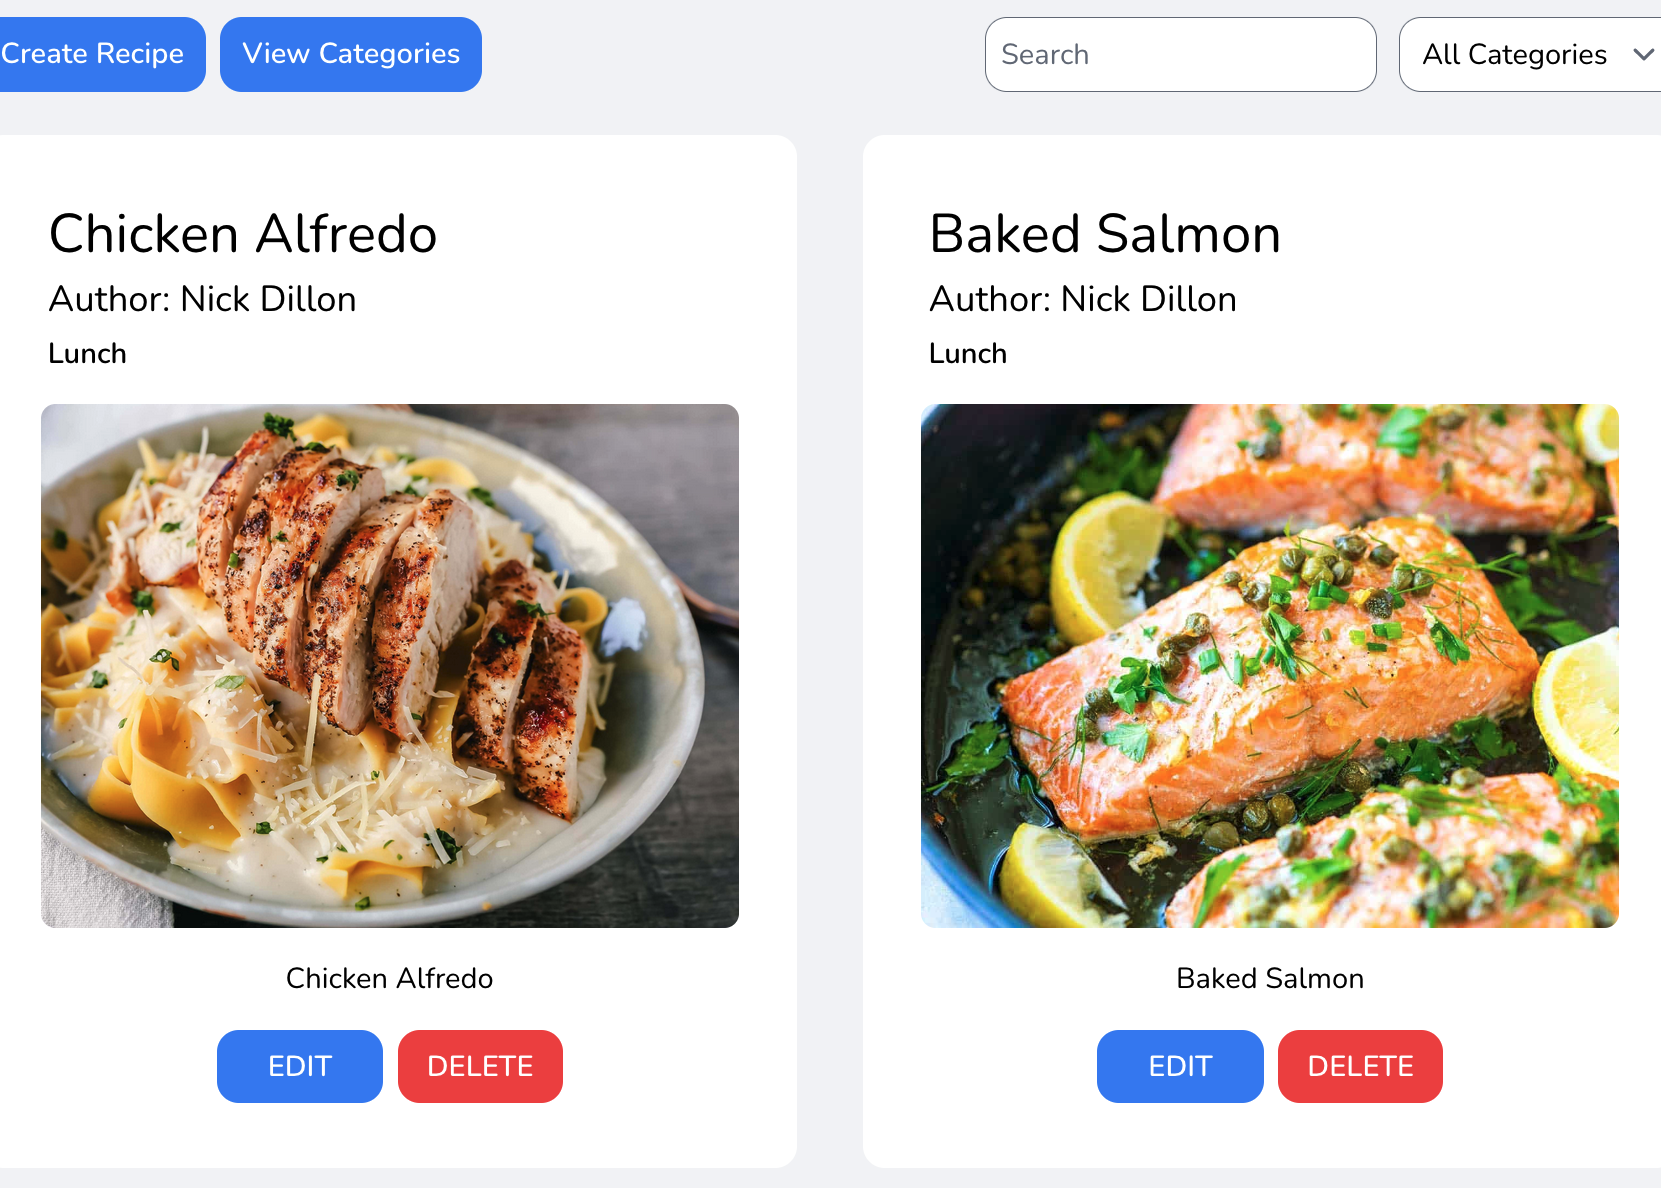 Create Recipe
View Categories
Search
All Categories
Chicken Alfredo
Author: Nick Dillon
Lunch
Chicken Alfredo
EDIT
DELETE
Baked Salmon
Author: Nick Dillon
Lunch
Baked Salmon
EDIT
DELETE